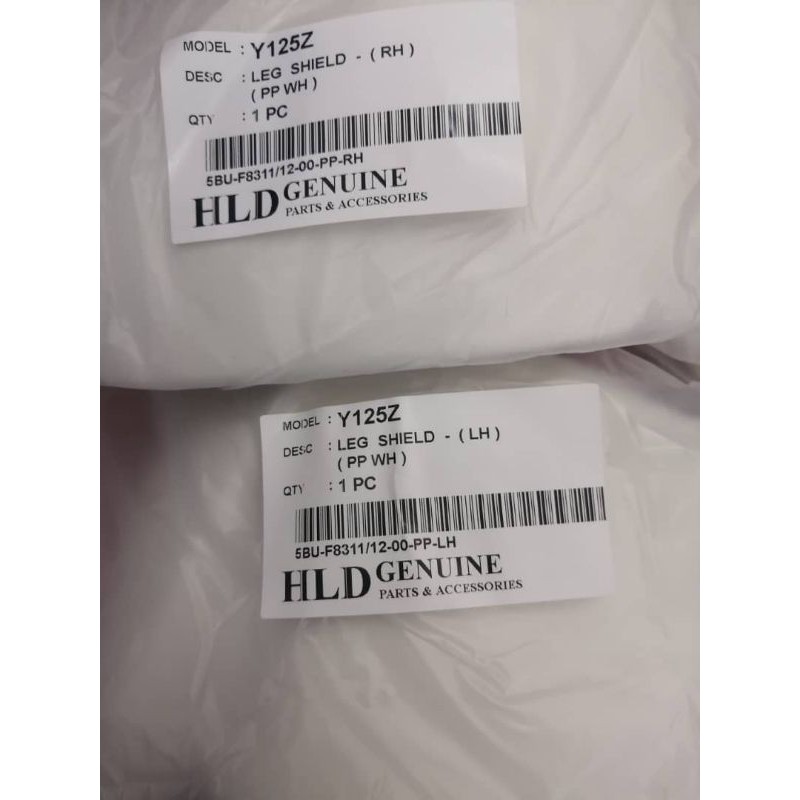 MODEL : Y125Z
DESC : LEG SHIELD - ( RH )
( PP WH )
QTY : 1 PC
5BU-F8311/12-00-PP-RH
HLD GENUINE
PARTS & ACCESSORIES
MODEL : Y125Z
DESC : LEG SHIELD - ( LH )
( PP WH )
QTY : 1 PC
5BU-F8311/12-00-PP-LH
HLD GENUINE
PARTS & ACCESSORIES